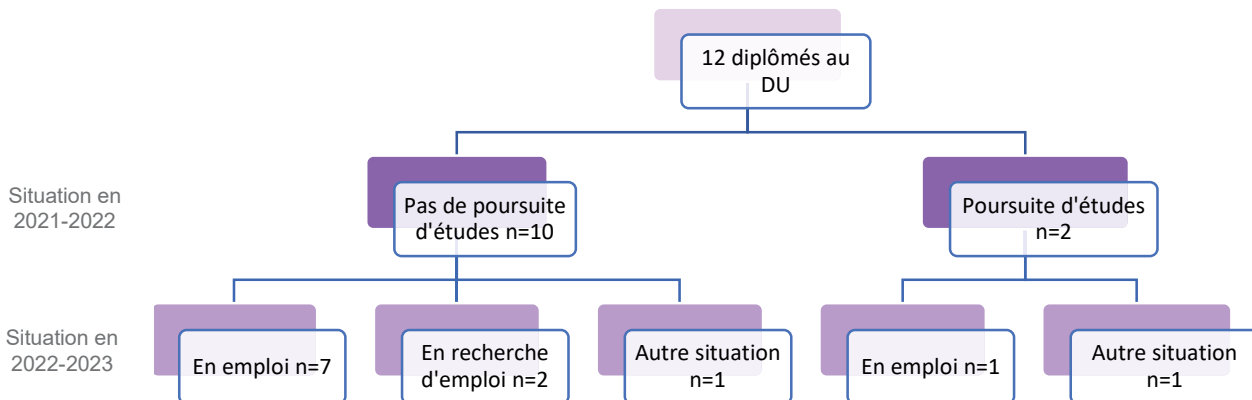 12 diplômés au
DU
Situation en
2021-2022
Pas de poursuite
d'études n=10
Poursuite d'études
n=2
Situation en
2022-2023
En emploi n=7
En recherche
d'emploi n=2
Autre situation
n=1
En emploi n=1
Autre situation
n=1